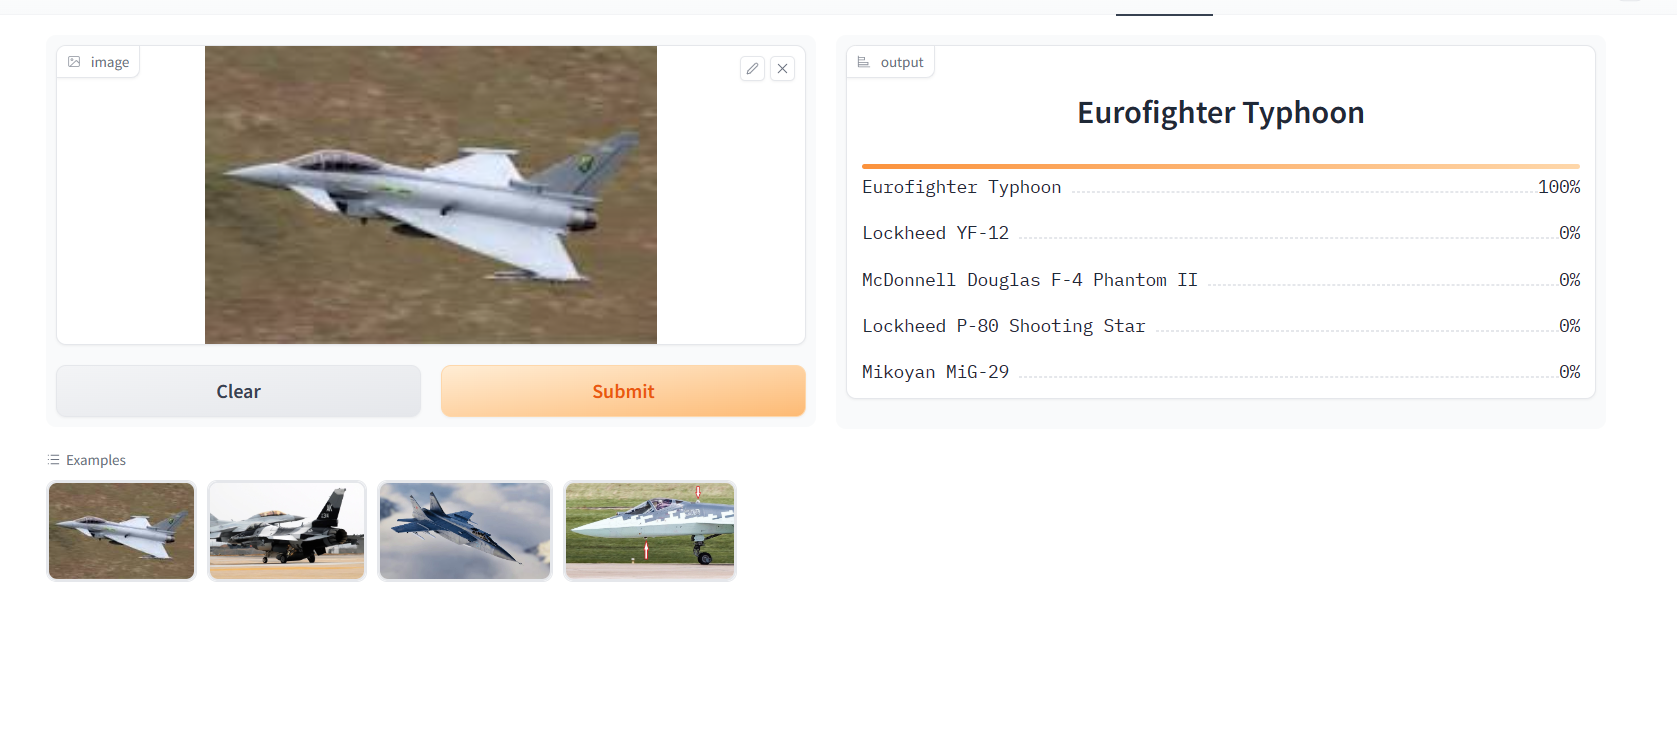 image
output
Eurofighter Typhoon
Eurofighter Typhoon 100%
Lockheed YF-12 0%
McDonnell Douglas F-4 Phantom II 0%
Lockheed P-80 Shooting Star 0%
Mikoyan MiG-29 0%
Clear
Submit
Examples
AK